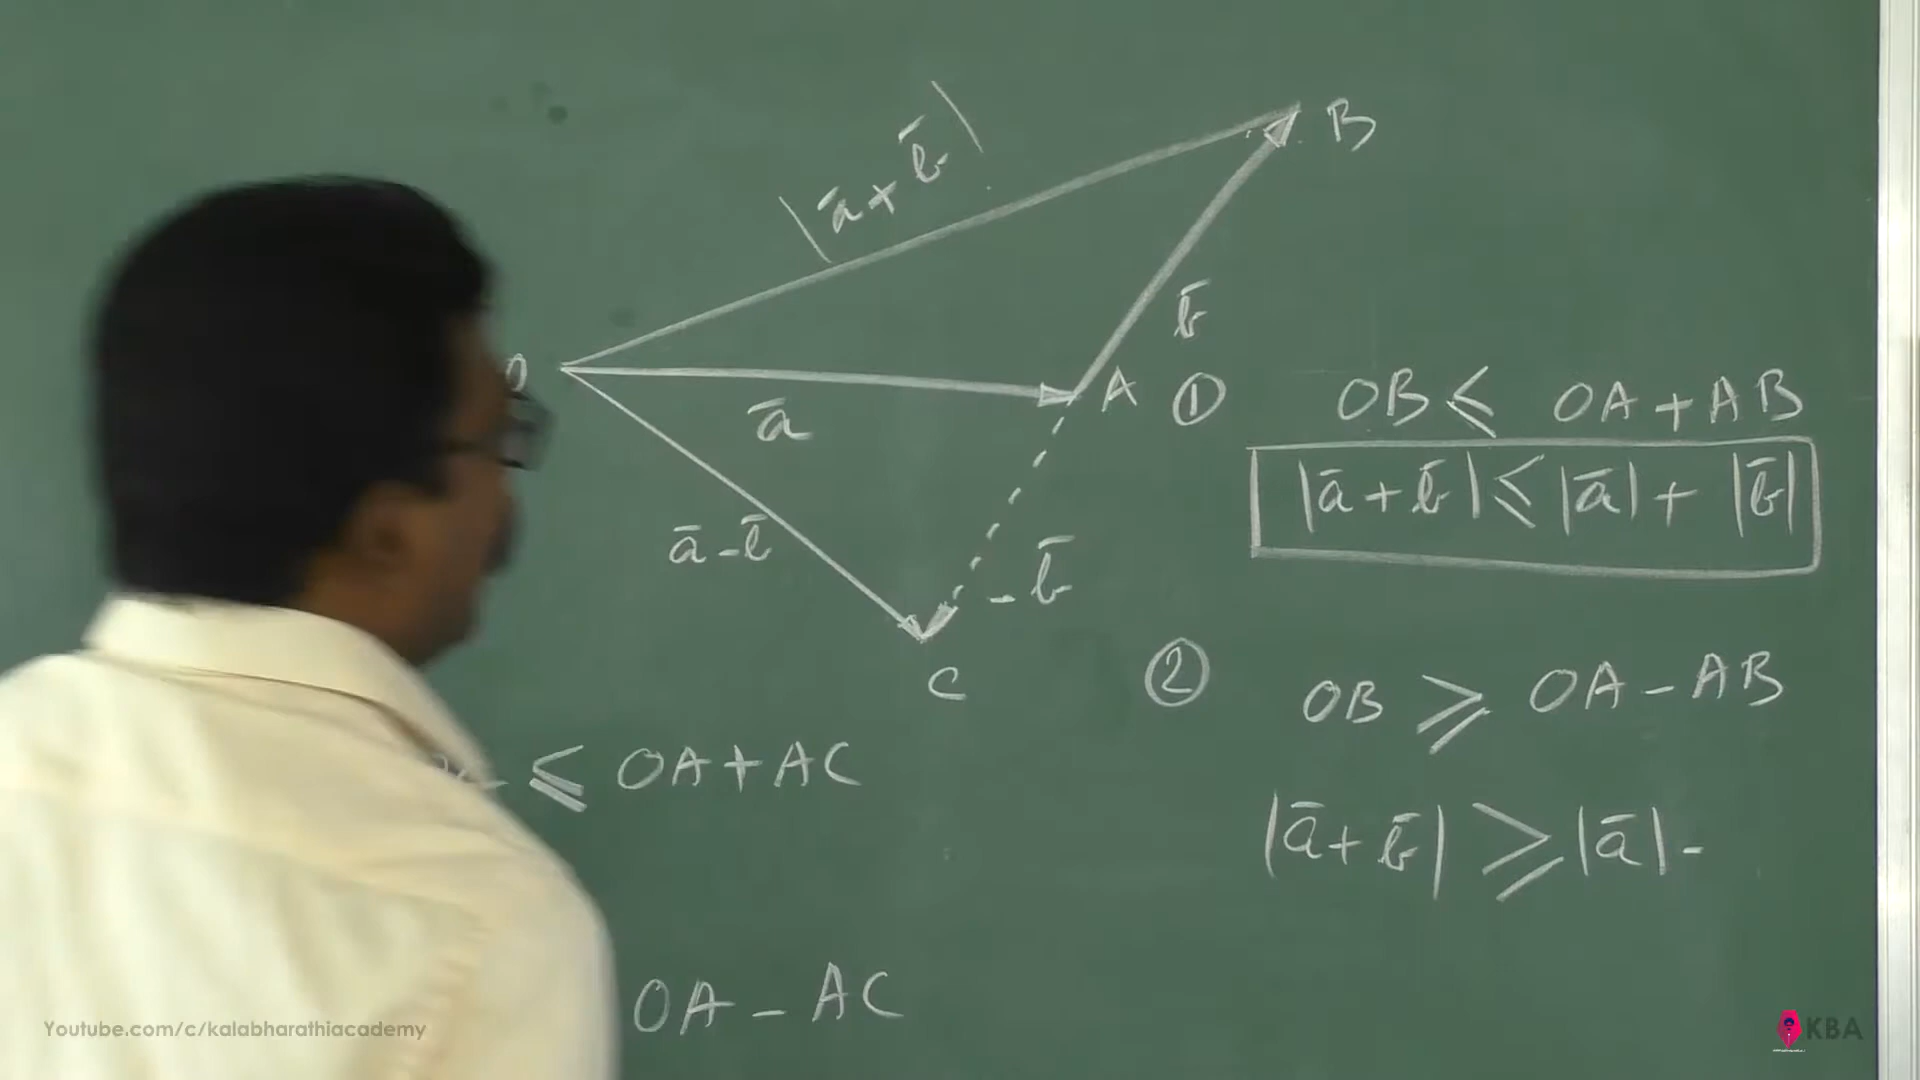 |a̅ + b̅|
B
b̅
O
A
a̅
① OB ≤ OA + AB
|a̅ + b̅| ≤ |a̅| + |b̅|
a̅ - b̅
- b̅
C
② OB ≥ OA - AB
≤ OA + AC
|a̅ + b̅| ≥ |a̅| -
OA - AC
Youtube.com/c/kalabharathiacademy
KBA